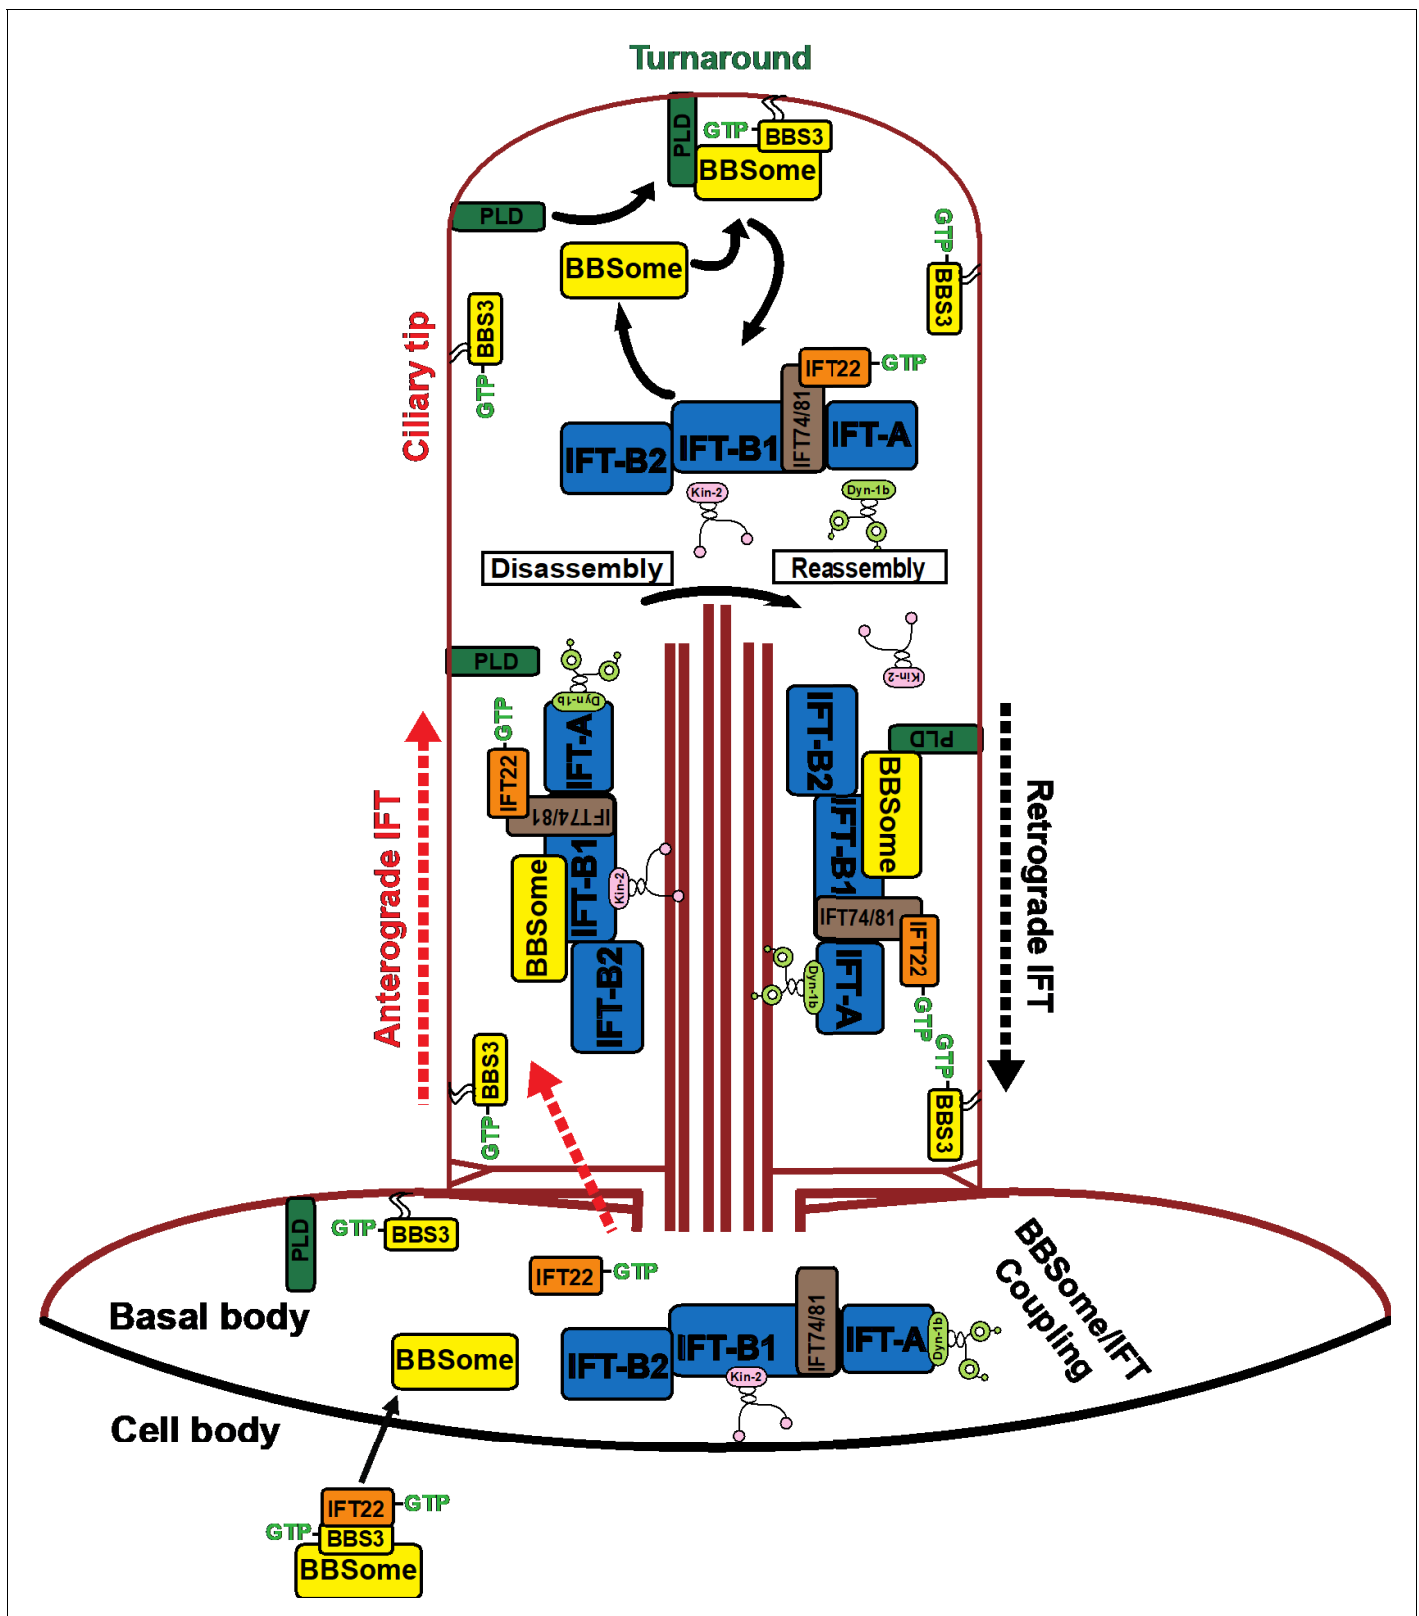 Turnaround
PLD
GTP
BBS3
BBSome
PLD
GTP
BBS3
BBSome
BBS3
GTP
Ciliary tip
IFT22
GTP
IFT74/81
IFT-B2
IFT-B1
IFT-A
Kin-2
Dyn-1b
Disassembly
Reassembly
PLD
Dyn-1b
GTP
IFT-A
IFT22
IFT74/81
IFT-B1
Kin-2
BBSome
IFT-B2
Anterograde IFT
BBS3
GTP
Kin-2
IFT-B2
PLD
BBSome
IFT-B1
IFT74/81
IFT22
GTP
Dyn-1b
IFT-A
Retrograde IFT
GTP
BBS3
PLD
GTP
BBS3
IFT22
GTP
Basal body
BBSome
IFT-B2
IFT-B1
IFT74/81
IFT-A
Dyn-1b
Kin-2
BBSome/IFT
Coupling
Cell body
IFT22
GTP
GTP
BBS3
BBSome